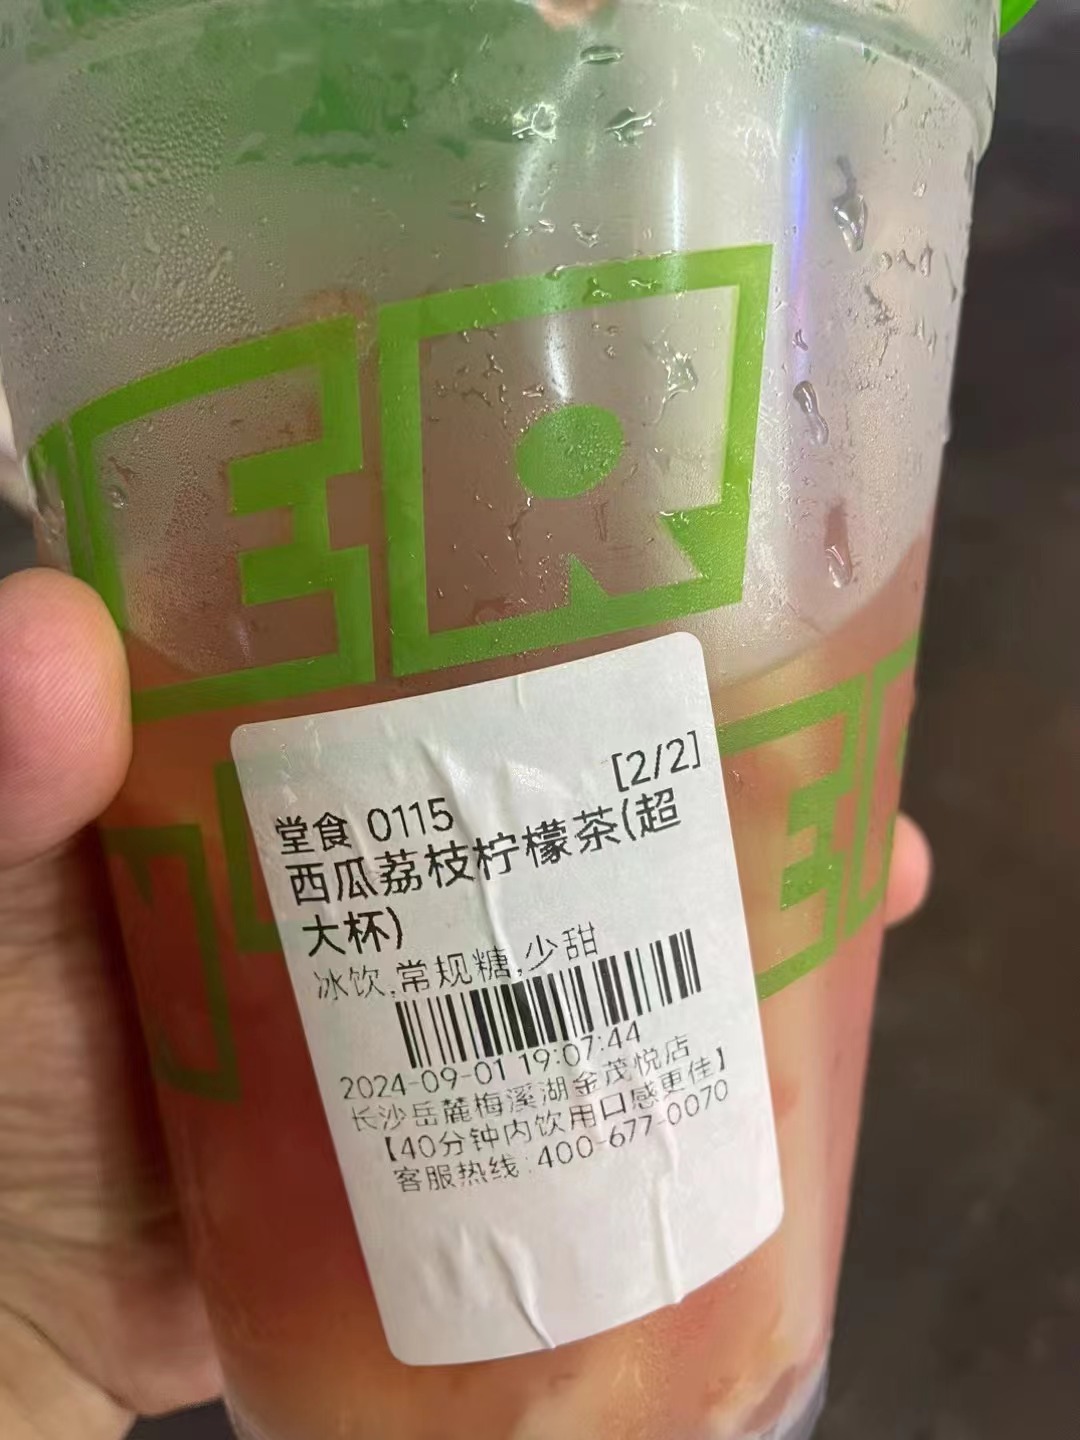 ER
[2/2]
堂食 0115
西瓜荔枝柠檬茶(超
大杯)
冰饮,常规糖,少甜
2024-09-01 19:07:44
长沙岳麓梅溪湖金茂悦店
【40分钟内饮用口感更佳】
客服热线:400-677-0070